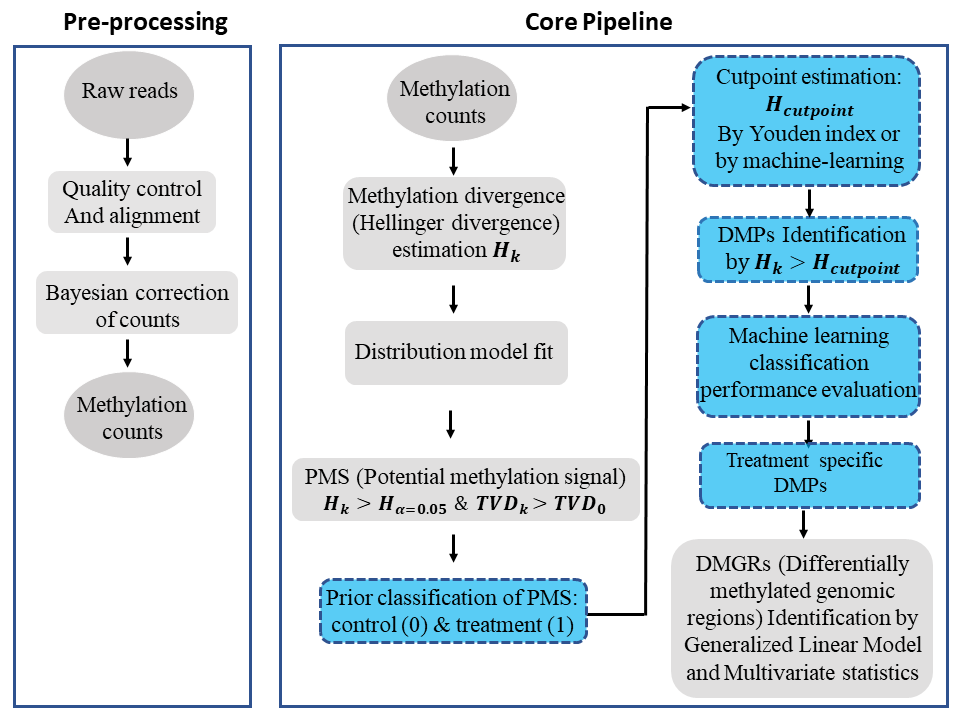 Pre-processing
Raw reads
Quality control
And alignment
Bayesian correction
of counts
Methylation
counts
Core Pipeline
Methylation
counts
Methylation divergence
(Hellinger divergence)
estimation H_k
Distribution model fit
PMS (Potential methylation signal)
H_k > H_{α=0.05} & TVD_k > TVD_0
Prior classification of PMS:
control (0) & treatment (1)
Cutpoint estimation:
H_{cutpoint}
By Youden index or
by machine-learning
DMPs Identification
by H_k > H_{cutpoint}
Machine learning
classification
performance evaluation
Treatment specific
DMPs
DMGRs (Differentially
methylated genomic
regions) Identification by
Generalized Linear Model
and Multivariate statistics